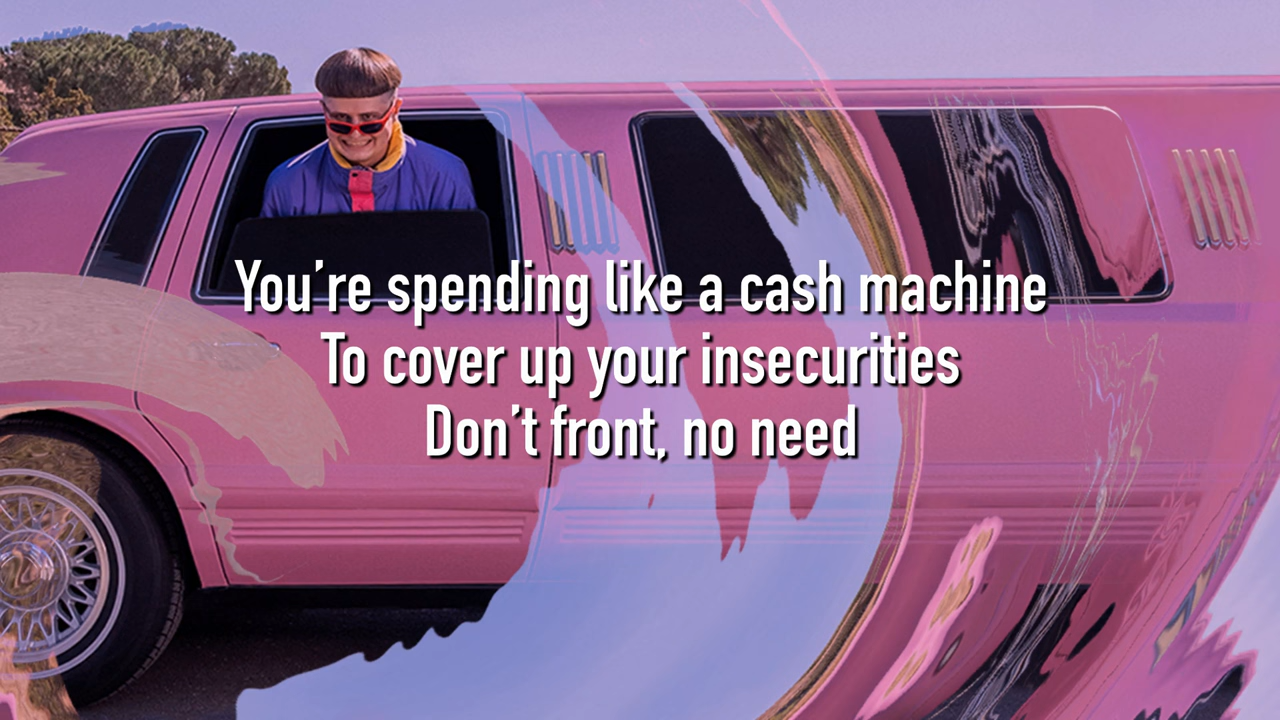 You're spending like a cash machine
To cover up your insecurities
Don't front, no need